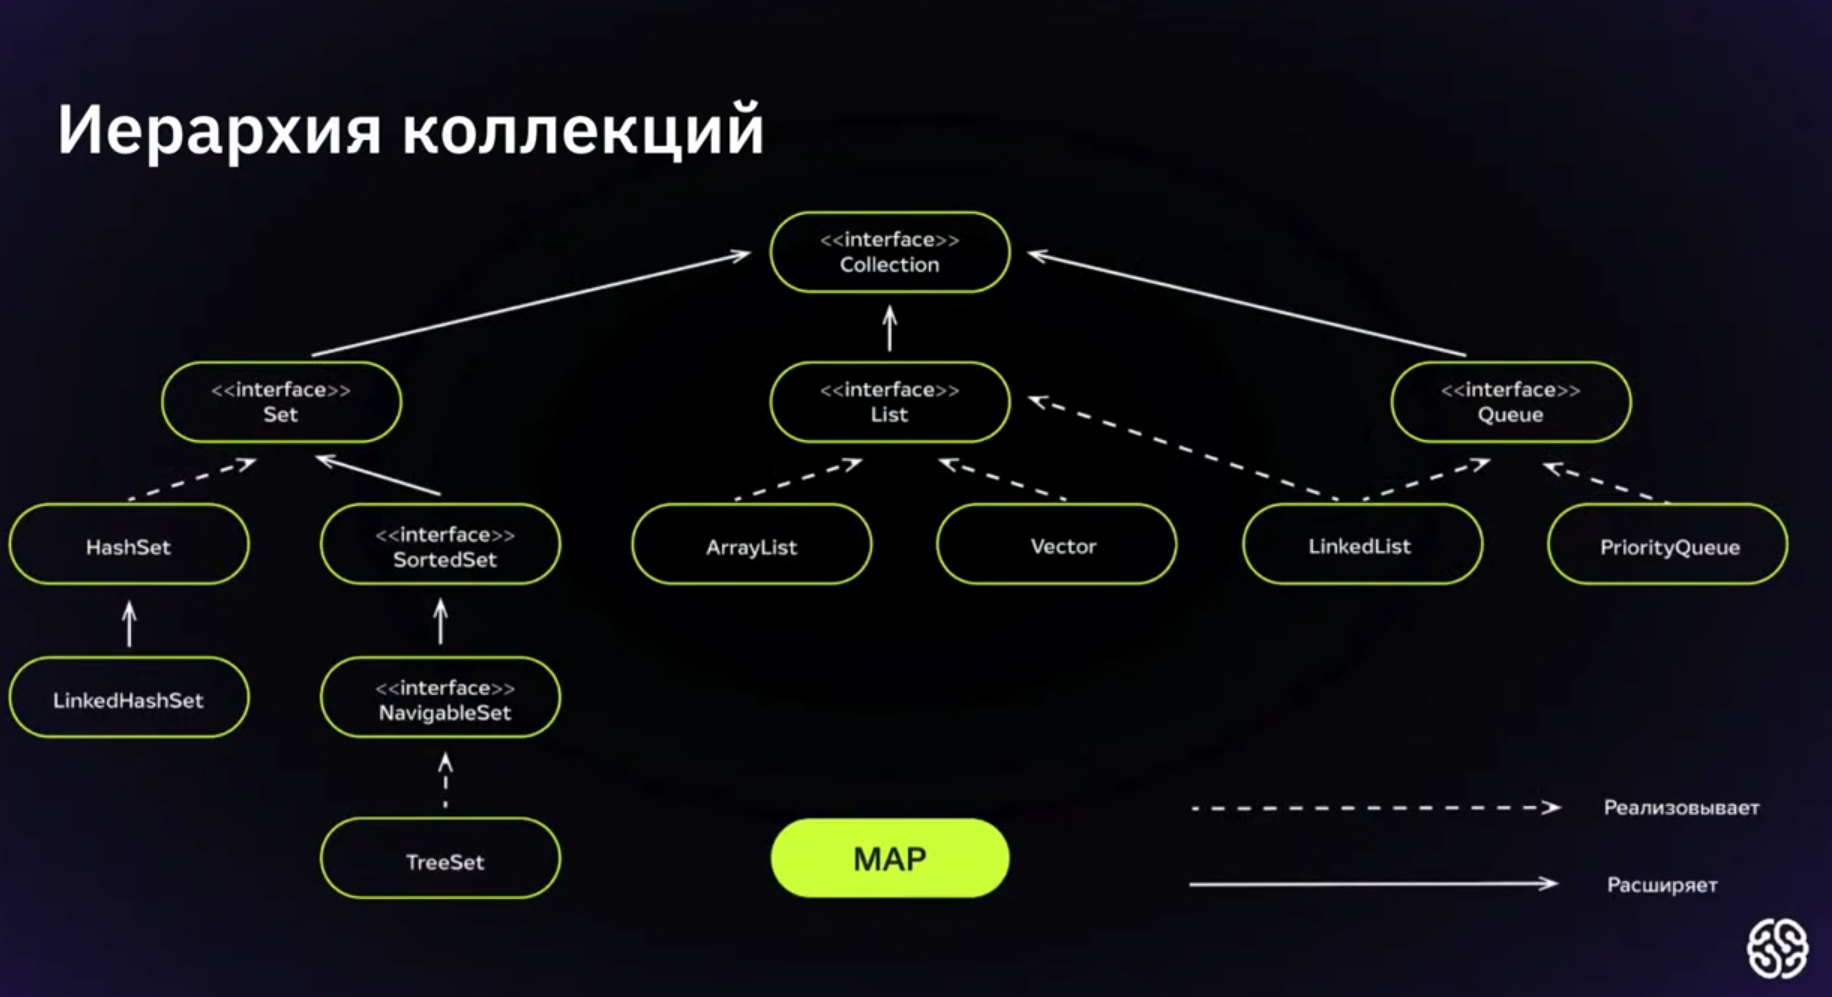 Иерархия коллекций
<<interface>>
Collection
<<interface>>
Set
<<interface>>
List
<<interface>>
Queue
HashSet
<<interface>>
SortedSet
ArrayList
Vector
LinkedList
PriorityQueue
LinkedHashSet
<<interface>>
NavigableSet
TreeSet
MAP
Реализовывает
Расширяет